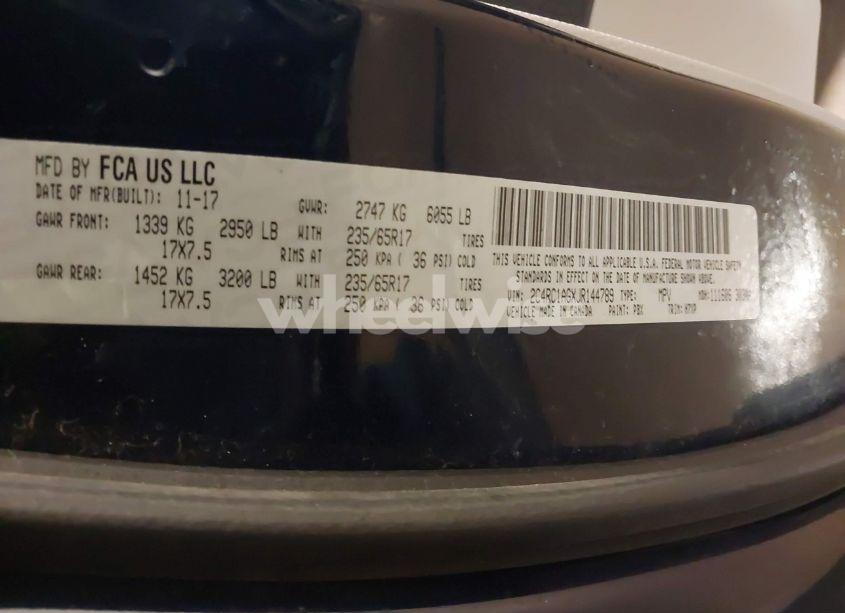 MFD BY FCA US LLC
DATE OF MFR(BUILT): 11-17
GVWR: 2747 KG 6055 LB
GAWR FRONT: 1339 KG 2950 LB WITH 235/65R17 TIRES
17X7.5 RIMS AT 250 KPA ( 36 PSI) COLD
GAWR REAR: 1452 KG 3200 LB WITH 235/65R17 TIRES
17X7.5 RIMS AT 250 KPA ( 36 PSI) COLD
THIS VEHICLE CONFORMS TO ALL APPLICABLE U.S.A. FEDERAL MOTOR VEHICLE SAFETY
STANDARDS IN EFFECT ON THE DATE OF MANUFACTURE SHOWN ABOVE.
VIN: 2C4RC1AGXJR144789 TYPE: MPV MDH: 111606
VEHICLE MADE IN CANADA PAINT: PBX TRIM:
wheelwise